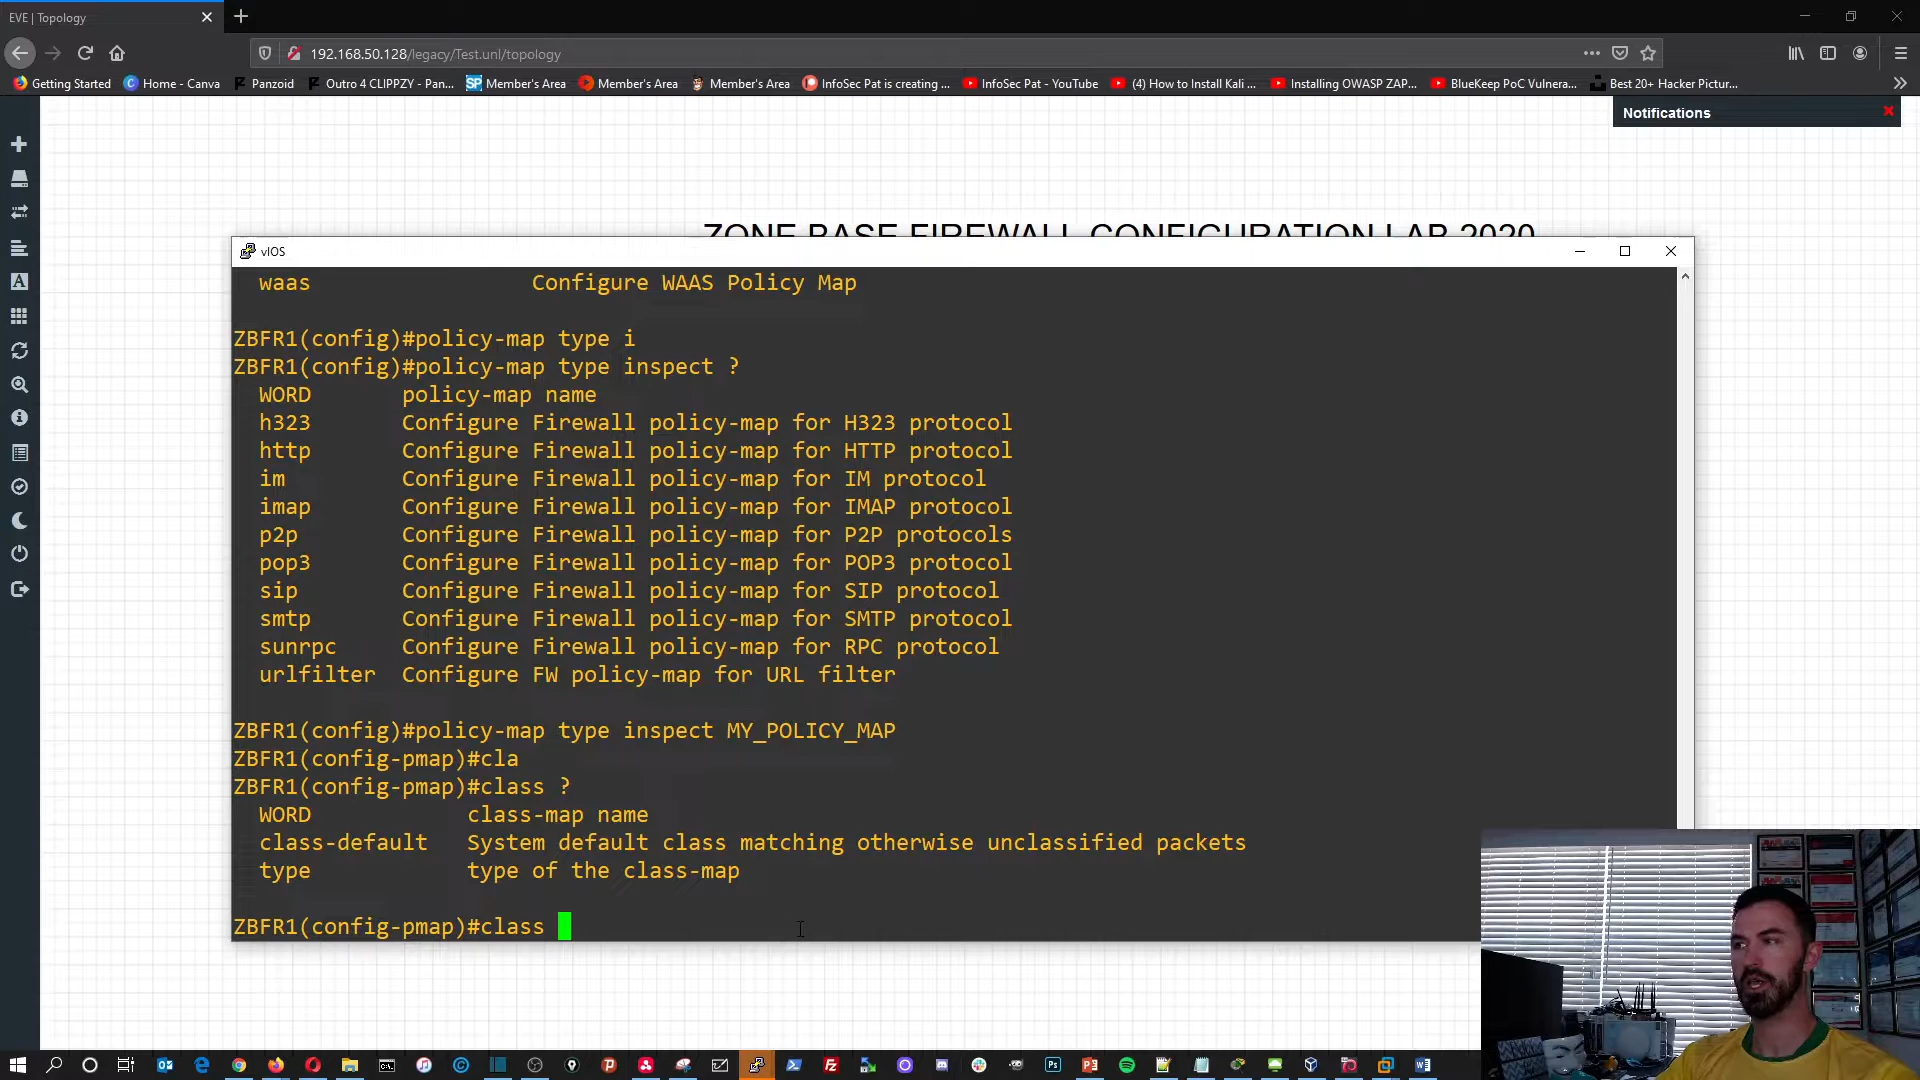 EVE | Topology
192.168.50.128/legacy/Test.unl/topology
Getting Started
Home - Canva
Panzoid
Outro 4 CLIPPZY - Pan...
SP Member's Area
Member's Area
Member's Area
InfoSec Pat is creating ...
InfoSec Pat - YouTube
(4) How to Install Kali ...
Installing OWASP ZAP...
BlueKeep PoC Vulnera...
Best 20+ Hacker Pictur...
Notifications
ZONE BASE FIREWALL CONFIGURATION LAB 2020
vIOS
waas Configure WAAS Policy Map
ZBFR1(config)#policy-map type i
ZBFR1(config)#policy-map type inspect ?
WORD policy-map name
h323 Configure Firewall policy-map for H323 protocol
http Configure Firewall policy-map for HTTP protocol
im Configure Firewall policy-map for IM protocol
imap Configure Firewall policy-map for IMAP protocol
p2p Configure Firewall policy-map for P2P protocols
pop3 Configure Firewall policy-map for POP3 protocol
sip Configure Firewall policy-map for SIP protocol
smtp Configure Firewall policy-map for SMTP protocol
sunrpc Configure Firewall policy-map for RPC protocol
urlfilter Configure FW policy-map for URL filter
ZBFR1(config)#policy-map type inspect MY_POLICY_MAP
ZBFR1(config-pmap)#cla
ZBFR1(config-pmap)#class ?
WORD class-map name
class-default System default class matching otherwise unclassified packets
type type of the class-map
ZBFR1(config-pmap)#class